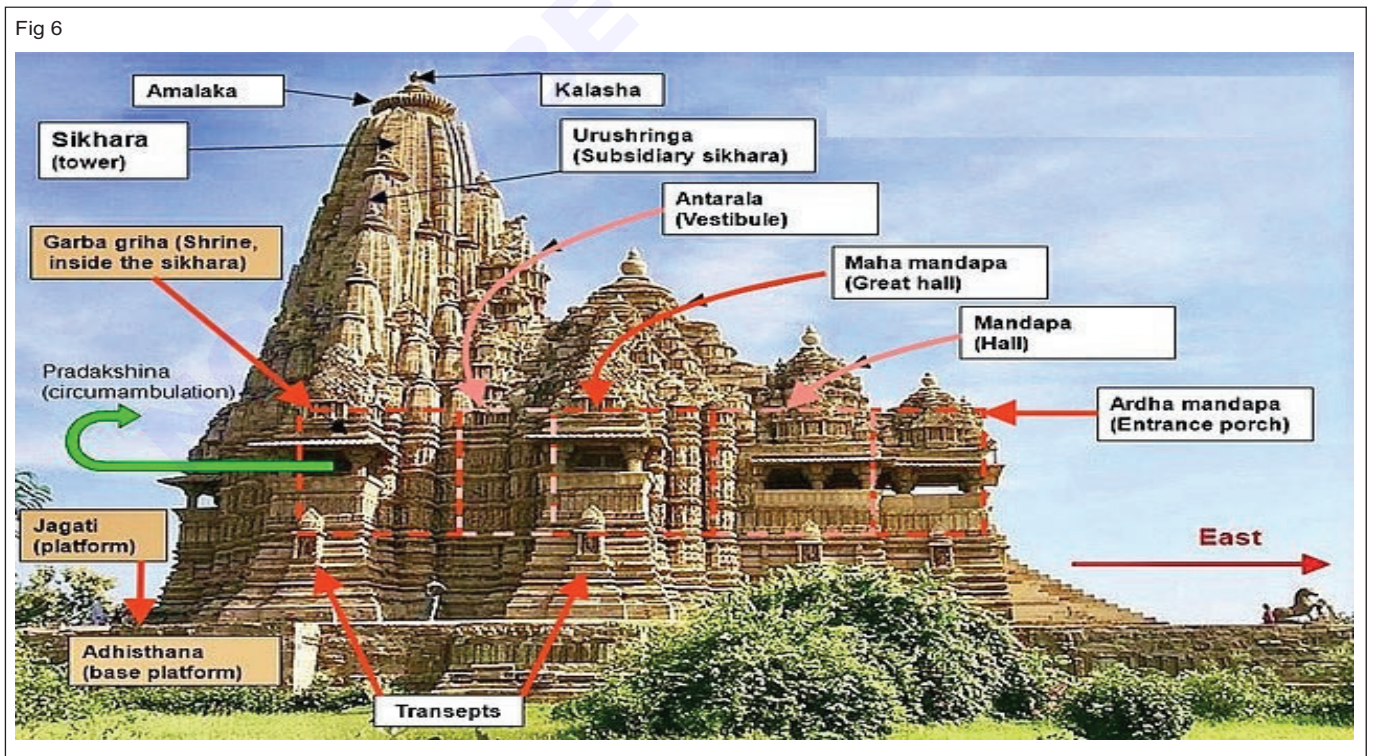 Fig 6
Amalaka
Kalasha
Sikhara
(tower)
Urushringa
(Subsidiary sikhara)
Antarala
(Vestibule)
Garba griha (Shrine,
inside the sikhara)
Maha mandapa
(Great hall)
Mandapa
(Hall)
Pradakshina
(circumambulation)
Ardha mandapa
(Entrance porch)
Jagati
(platform)
East
Adhisthana
(base platform)
Transepts